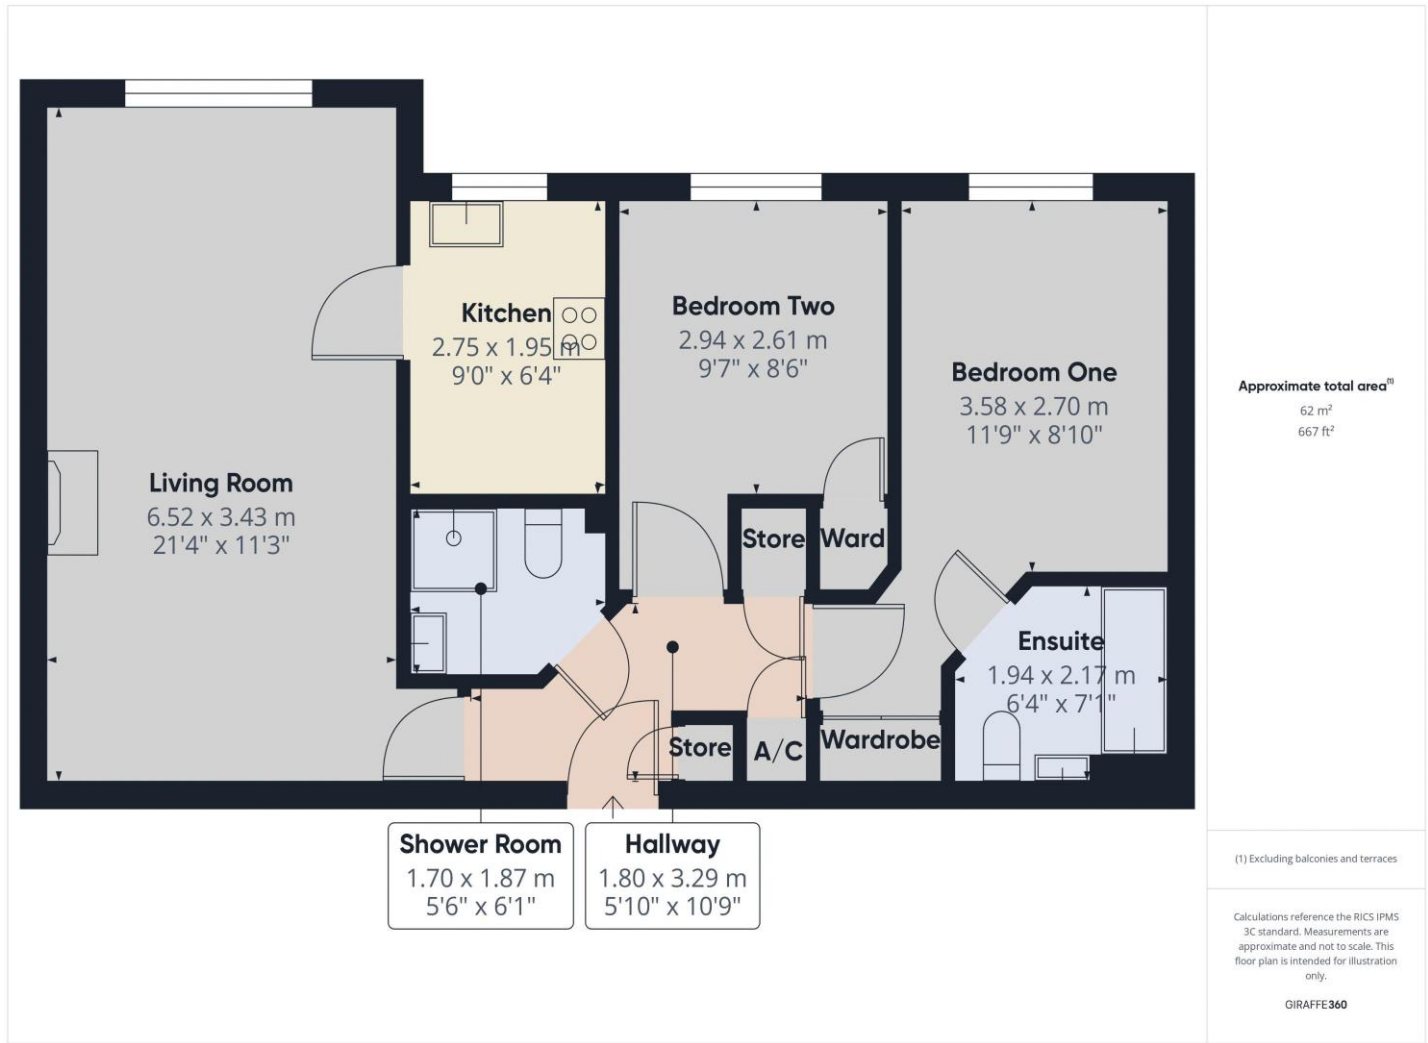 Kitchen
2.75 x 1.95 m
9'0" x 6'4"
Bedroom Two
2.94 x 2.61 m
9'7" x 8'6"
Bedroom One
3.58 x 2.70 m
11'9" x 8'10"
Living Room
6.52 x 3.43 m
21'4" x 11'3"
Store
Ward
Ensuite
1.94 x 2.17 m
6'4" x 7'1"
Store
A/C
Wardrobe
Shower Room
1.70 x 1.87 m
5'6" x 6'1"
Hallway
1.80 x 3.29 m
5'10" x 10'9"
Approximate total area(1)
62 m²
667 ft²
(1) Excluding balconies and terraces
Calculations reference the RICS IPMS
3C standard. Measurements are
approximate and not to scale. This
floor plan is intended for illustration
only.
GIRAFFE360